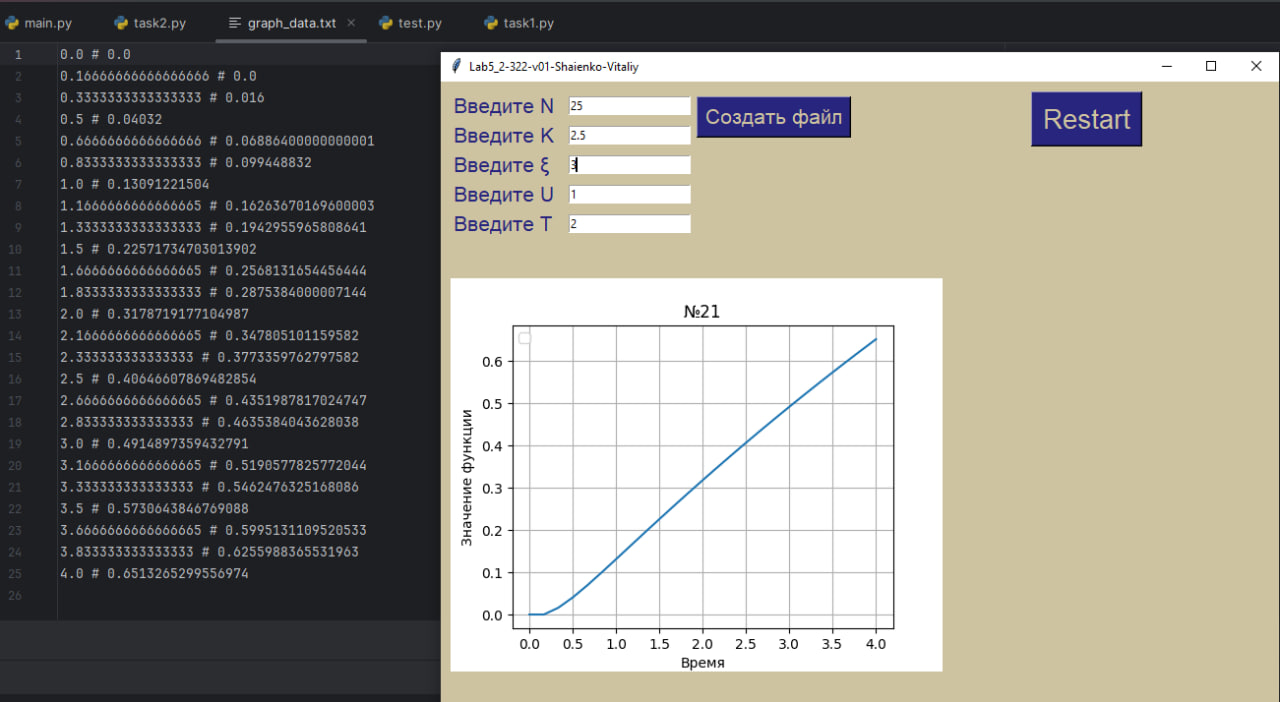 main.py
task2.py
graph_data.txt
test.py
task1.py
1 0.0 # 0.0
2 0.16666666666666666 # 0.0
3 0.3333333333333333 # 0.016
4 0.5 # 0.04032
5 0.6666666666666666 # 0.06886400000000001
6 0.8333333333333333 # 0.099448832
7 1.0 # 0.13091221504
8 1.1666666666666665 # 0.16263670169600003
9 1.3333333333333333 # 0.1942955965808641
10 1.5 # 0.22571734703013902
11 1.6666666666666665 # 0.2568131654456444
12 1.8333333333333333 # 0.2875384000007144
13 2.0 # 0.3178719177104987
14 2.1666666666666665 # 0.347805101159582
15 2.333333333333333 # 0.3773359762797582
16 2.5 # 0.40646607869482854
17 2.6666666666666665 # 0.4351987817024747
18 2.833333333333333 # 0.4635384043628038
19 3.0 # 0.4914897359432791
20 3.1666666666666665 # 0.5190577825772044
21 3.333333333333333 # 0.5462476325168086
22 3.5 # 0.5730643846769088
23 3.6666666666666665 # 0.5995131109520533
24 3.833333333333333 # 0.6255988365531963
25 4.0 # 0.6513265299556974
26
Lab5_2-322-v01-Shaienko-Vitaliy
Введите N 25
Введите K 2.5
Введите ξ 3
Введите U 1
Введите T 2
Создать файл
Restart
№21
Значение функции
0.6
0.5
0.4
0.3
0.2
0.1
0.0
0.0 0.5 1.0 1.5 2.0 2.5 3.0 3.5 4.0
Время